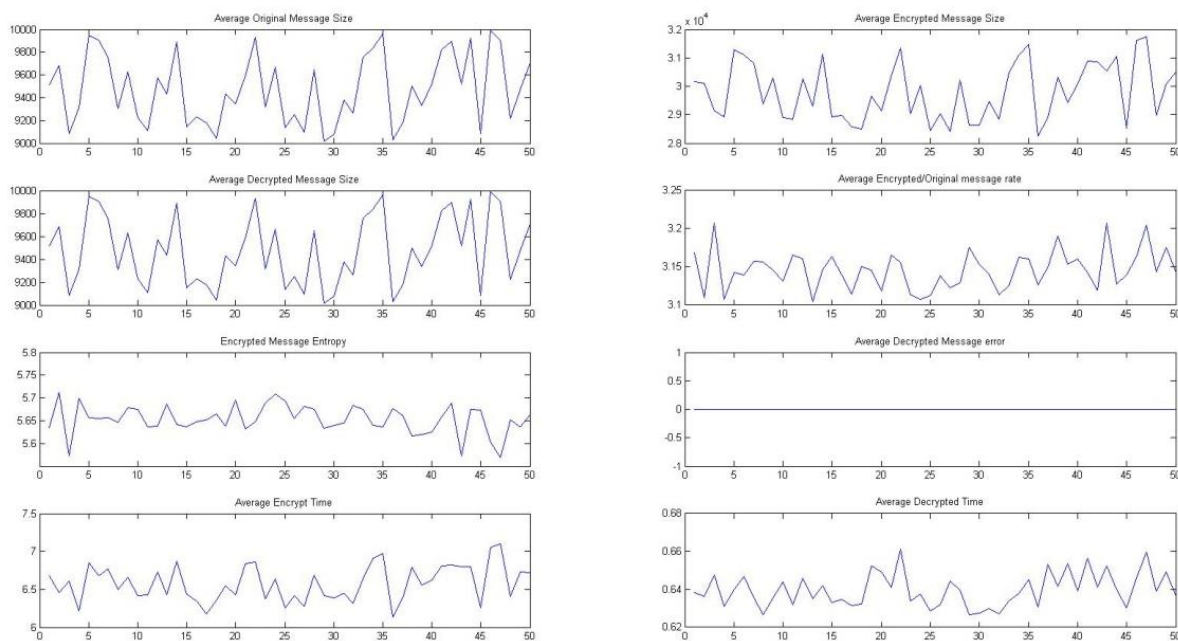 Average Original Message Size
10000
9800
9600
9400
9200
9000
0 5 10 15 20 25 30 35 40 45 50
Average Encrypted Message Size
x 10⁴
3.2
3.1
3
2.9
2.8
0 5 10 15 20 25 30 35 40 45 50
Average Decrypted Message Size
10000
9800
9600
9400
9200
9000
0 5 10 15 20 25 30 35 40 45 50
Average Encrypted/Original message rate
3.25
3.2
3.15
3.1
0 5 10 15 20 25 30 35 40 45 50
Encrypted Message Entropy
5.8
5.75
5.7
5.65
5.6
0 5 10 15 20 25 30 35 40 45 50
Average Decrypted Message error
1
0.5
0
-0.5
-1
0 5 10 15 20 25 30 35 40 45 50
Average Encrypt Time
7.5
7
6.5
6
0 5 10 15 20 25 30 35 40 45 50
Average Decrypted Time
0.68
0.66
0.64
0.62
0 5 10 15 20 25 30 35 40 45 50